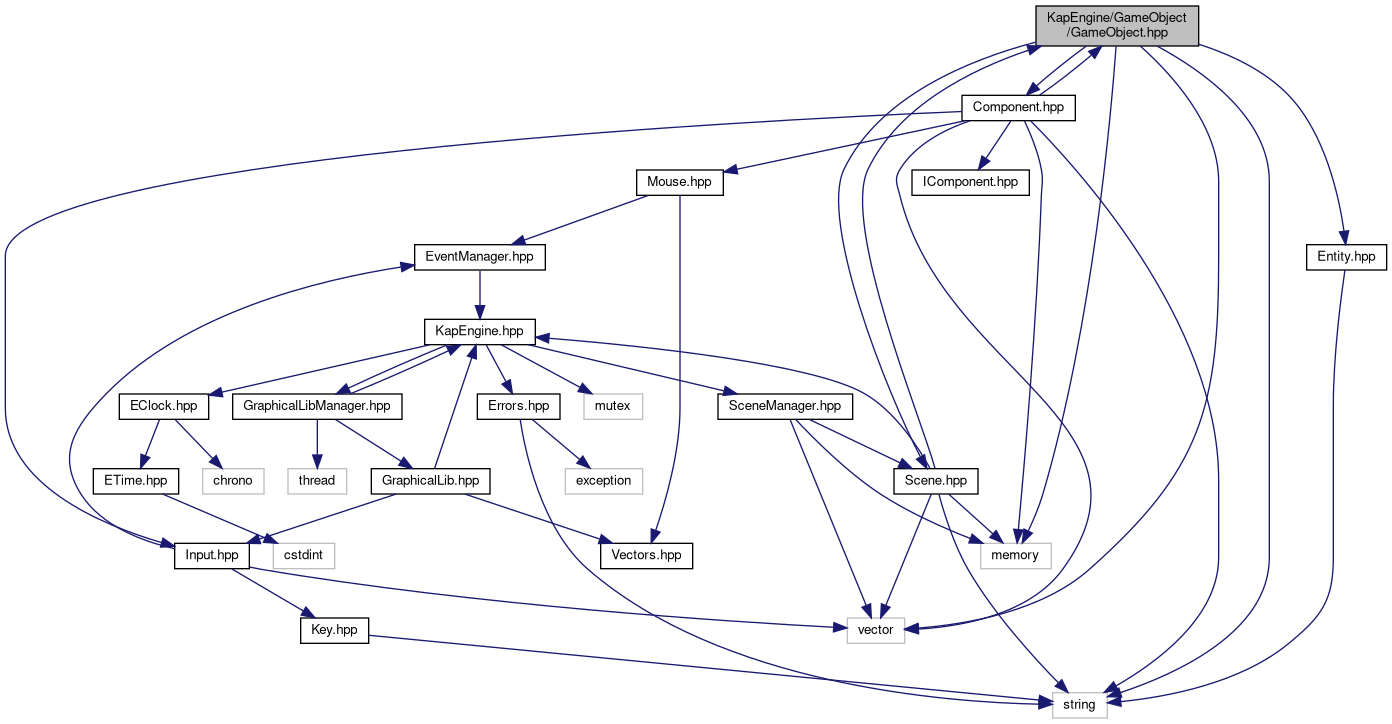 KapEngine/GameObject
/GameObject.hpp
Component.hpp
Mouse.hpp
IComponent.hpp
EventManager.hpp
Entity.hpp
KapEngine.hpp
EClock.hpp
GraphicalLibManager.hpp
Errors.hpp
mutex
SceneManager.hpp
ETime.hpp
chrono
thread
GraphicalLib.hpp
exception
Scene.hpp
Input.hpp
cstdint
Vectors.hpp
memory
Key.hpp
vector
string